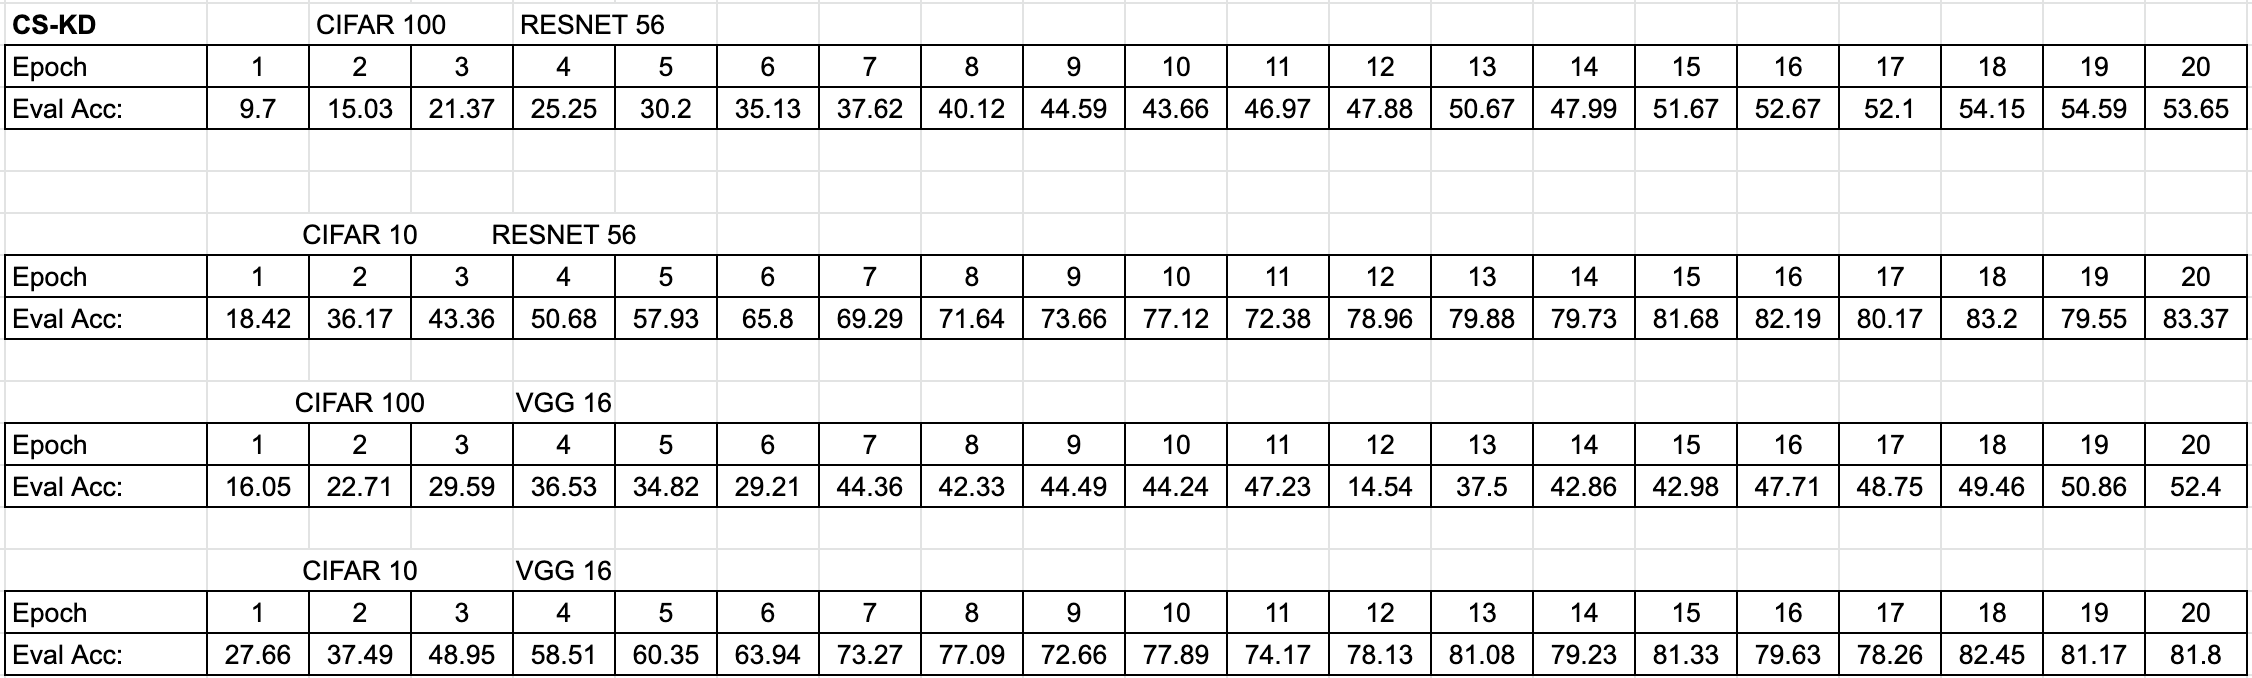 CS-KD CIFAR 100 RESNET 56
Epoch 1 2 3 4 5 6 7 8 9 10 11 12 13 14 15 16 17 18 19 20
Eval Acc: 9.7 15.03 21.37 25.25 30.2 35.13 37.62 40.12 44.59 43.66 46.97 47.88 50.67 47.99 51.67 52.67 52.1 54.15 54.59 53.65
CIFAR 10 RESNET 56
Epoch 1 2 3 4 5 6 7 8 9 10 11 12 13 14 15 16 17 18 19 20
Eval Acc: 18.42 36.17 43.36 50.68 57.93 65.8 69.29 71.64 73.66 77.12 72.38 78.96 79.88 79.73 81.68 82.19 80.17 83.2 79.55 83.37
CIFAR 100 VGG 16
Epoch 1 2 3 4 5 6 7 8 9 10 11 12 13 14 15 16 17 18 19 20
Eval Acc: 16.05 22.71 29.59 36.53 34.82 29.21 44.36 42.33 44.49 44.24 47.23 14.54 37.5 42.86 42.98 47.71 48.75 49.46 50.86 52.4
CIFAR 10 VGG 16
Epoch 1 2 3 4 5 6 7 8 9 10 11 12 13 14 15 16 17 18 19 20
Eval Acc: 27.66 37.49 48.95 58.51 60.35 63.94 73.27 77.09 72.66 77.89 74.17 78.13 81.08 79.23 81.33 79.63 78.26 82.45 81.17 81.8